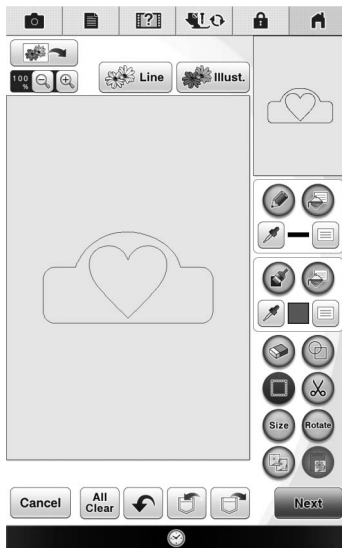 [?]
100
%
Line
Illust.
Size
Rotate
Cancel
All
Clear
Next